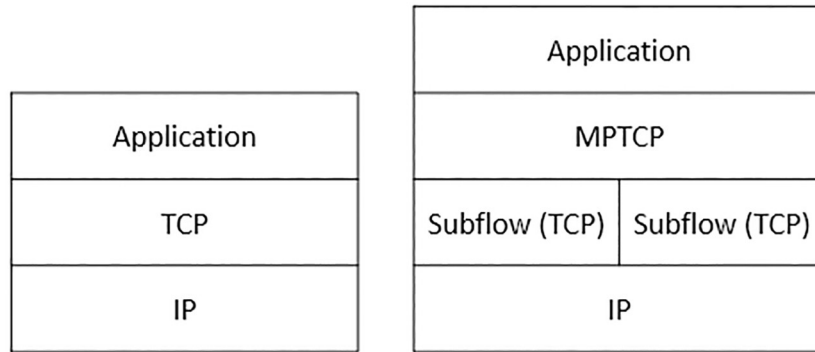 Application
TCP
IP
Application
MPTCP
Subflow (TCP)
Subflow (TCP)
IP